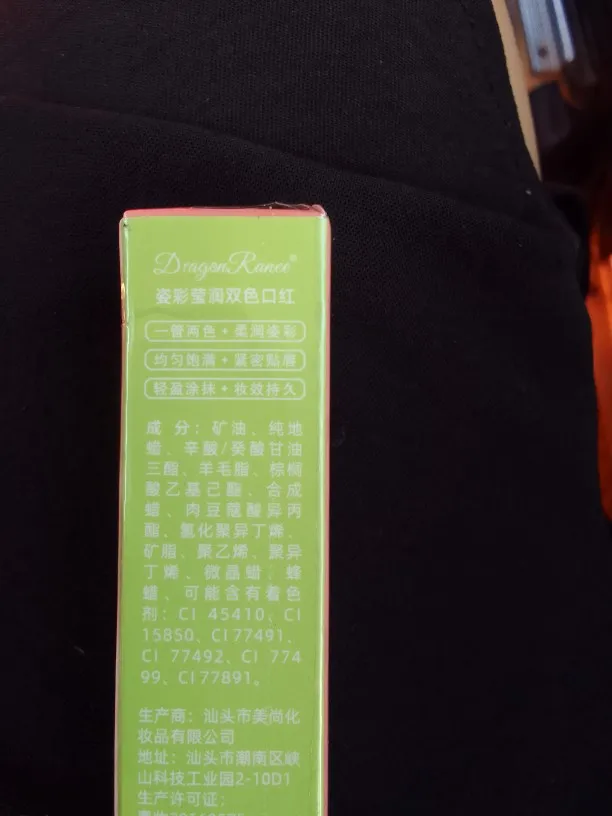 DragonRanee®
姿彩莹润双色口红
一管两色•柔润姿彩
均匀饱满•紧密黏唇
轻盈涂抹•妆效持久
成 分：矿油、纯地
蜡、辛酸/癸酸甘油
三酯、羊毛脂、棕榈
酸乙基己酯、合成
蜡、肉豆蔻酸异丙
酯、氢化聚异丁烯、
矿脂、聚乙烯、聚异
丁烯、微晶蜡、蜂
蜡、可能含有着色
剂：CI 45410、CI
15850、CI 77491、
CI 77492、CI 774
99、CI 77891。
生产商：汕头市美尚化
妆品有限公司
地址：汕头市潮南区峡
山科技工业园2-10D1
生产许可证：